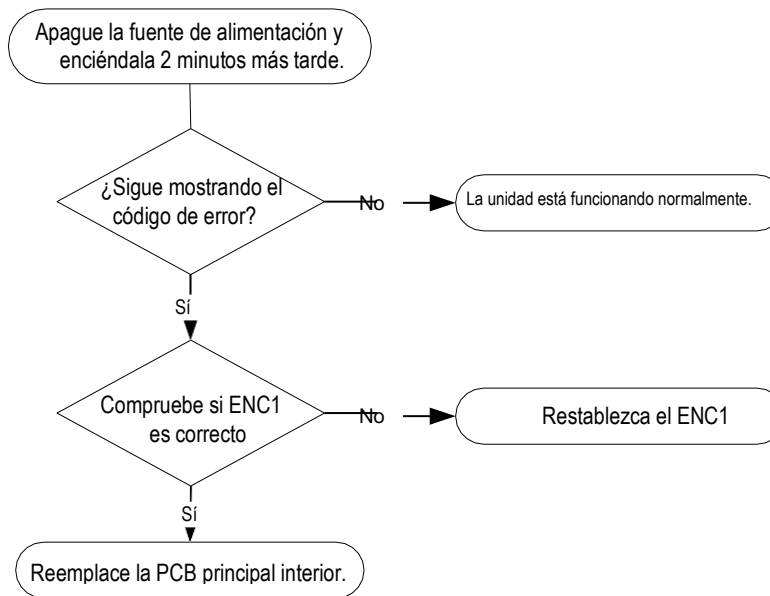 Apague la fuente de alimentación y
enciéndala 2 minutos más tarde.
¿Sigue mostrando el
código de error?
No
La unidad está funcionando normalmente.
Sí
Compruebe si ENC1
es correcto
No
Restablezca el ENC1
Sí
Reemplace la PCB principal interior.